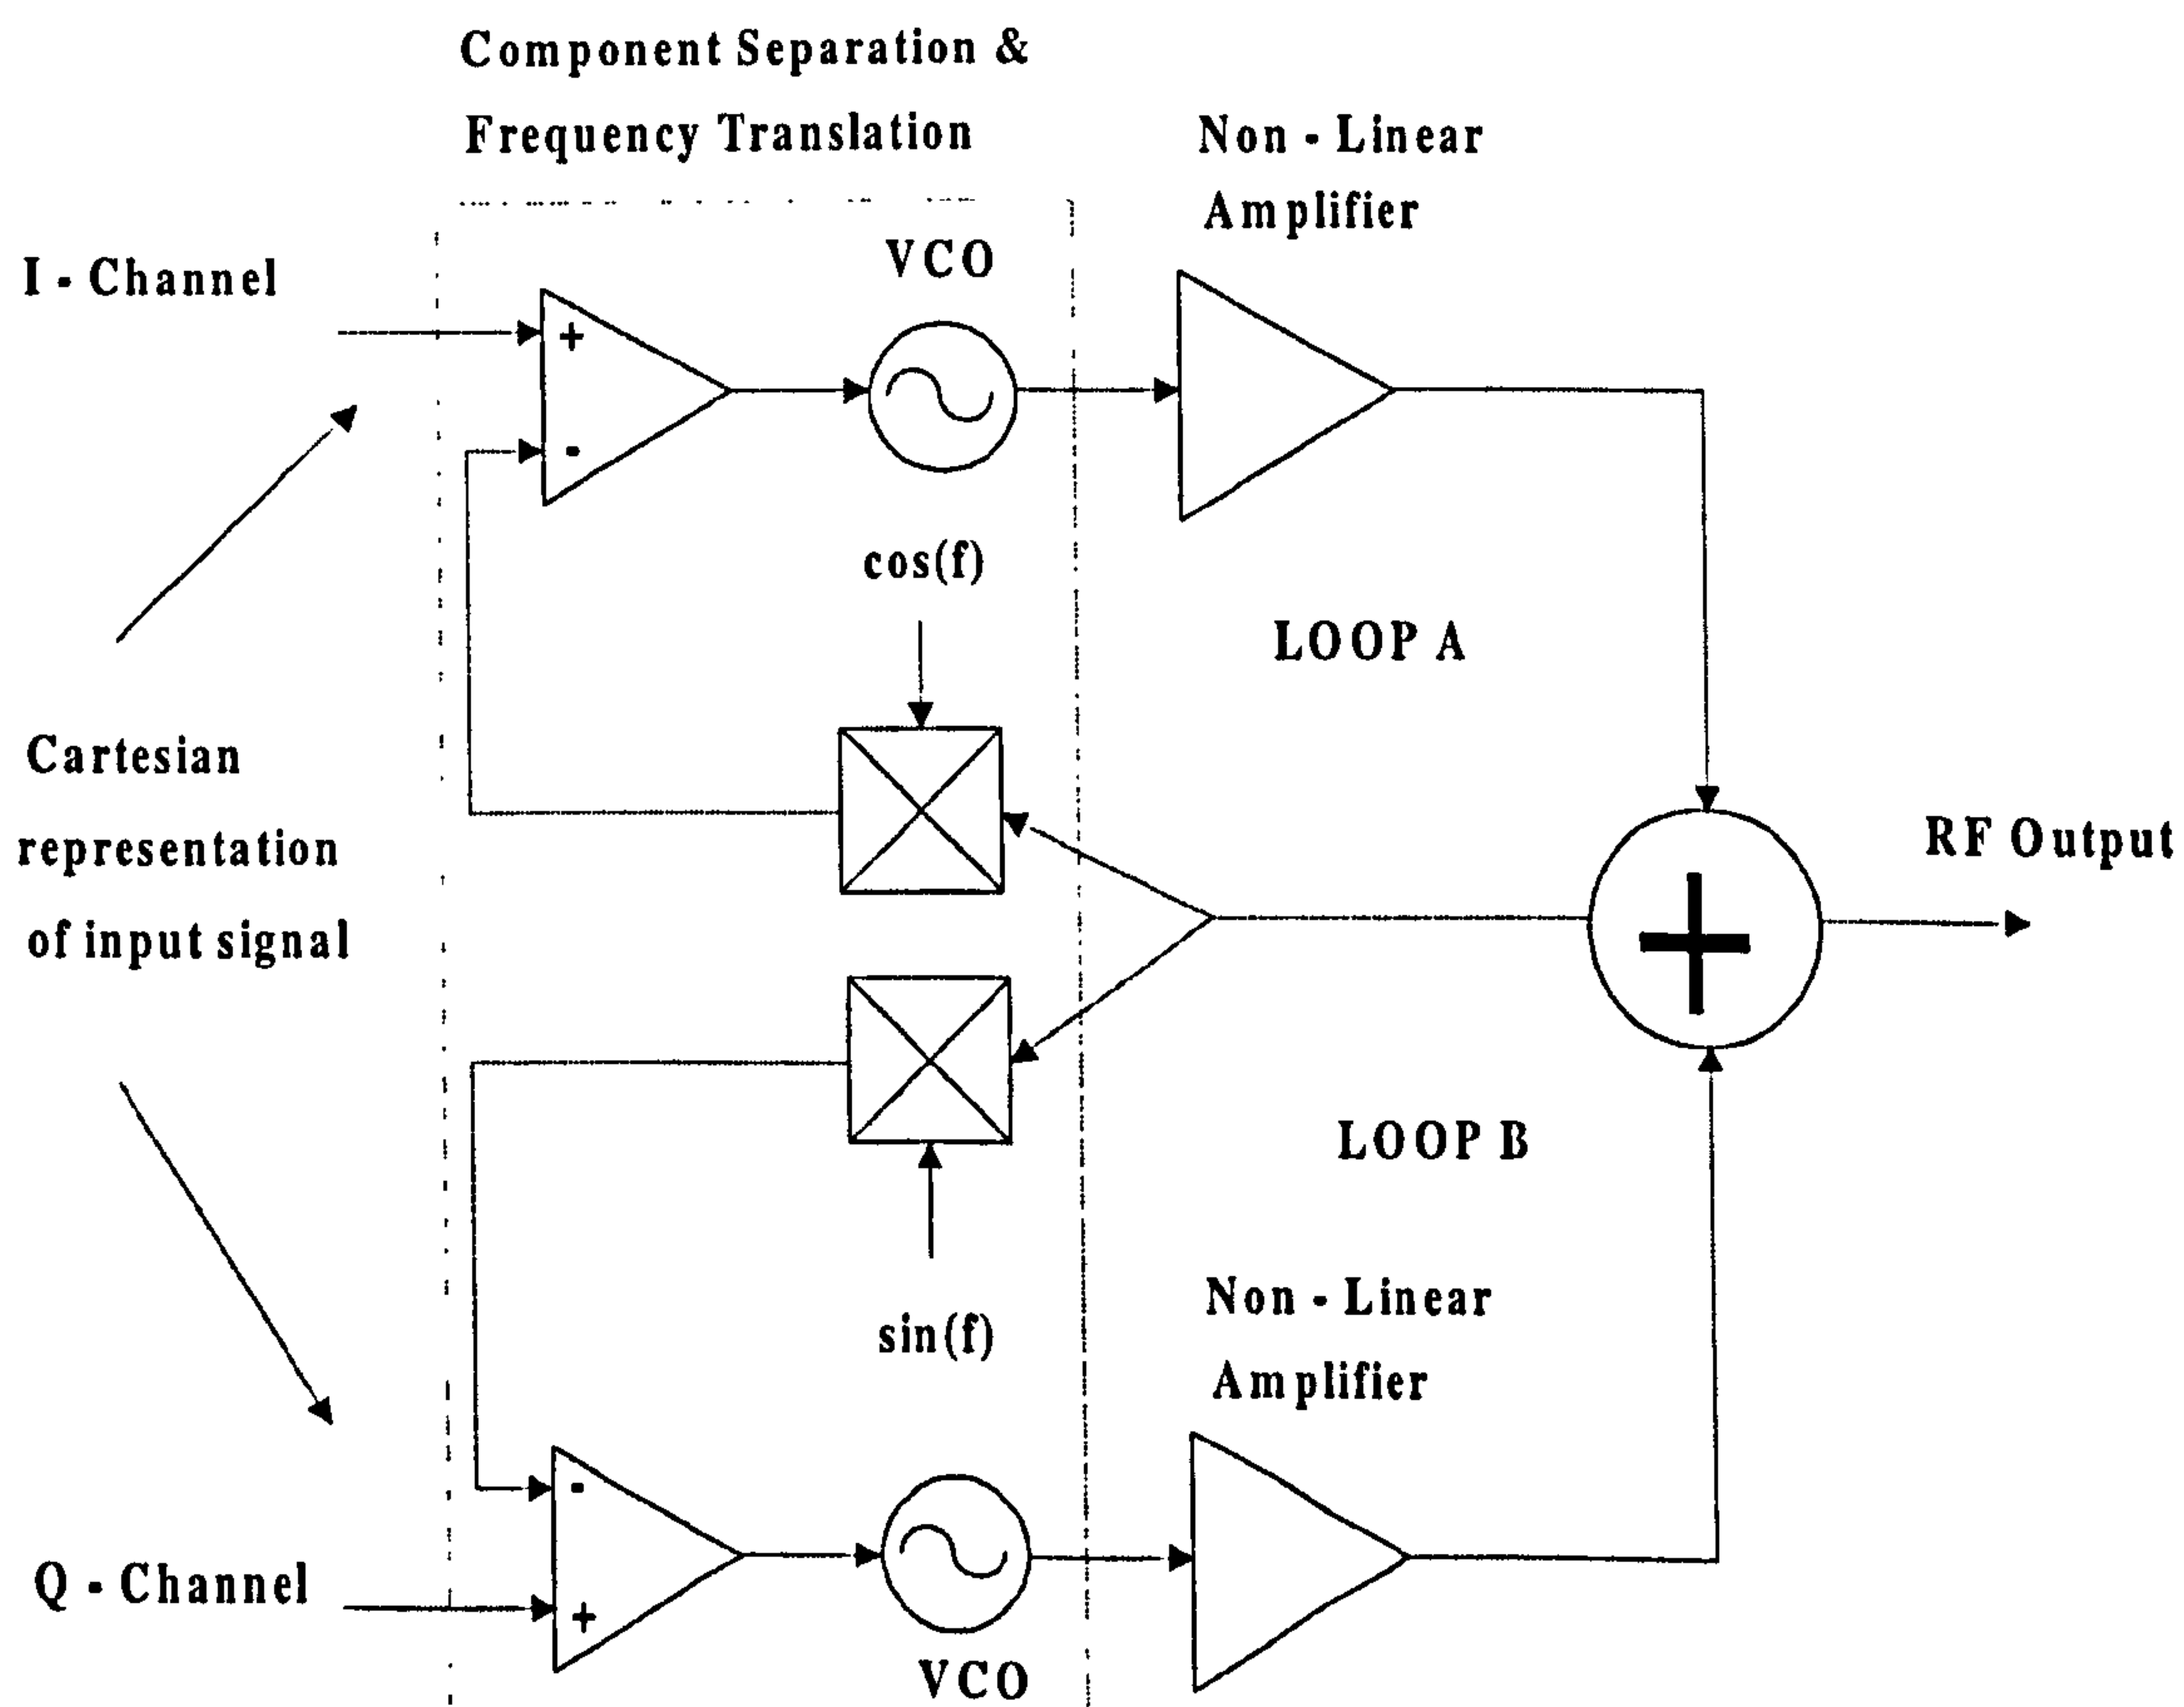 Component Separation &
Frequency Translation
Non - Linear
Amplifier
VCO
I - Channel
+
-
cos(f)
LOOP A
Cartesian
representation
of input signal
RF Output
+
LOOP B
sin(f)
Non - Linear
Amplifier
-
Q - Channel
+
VCO